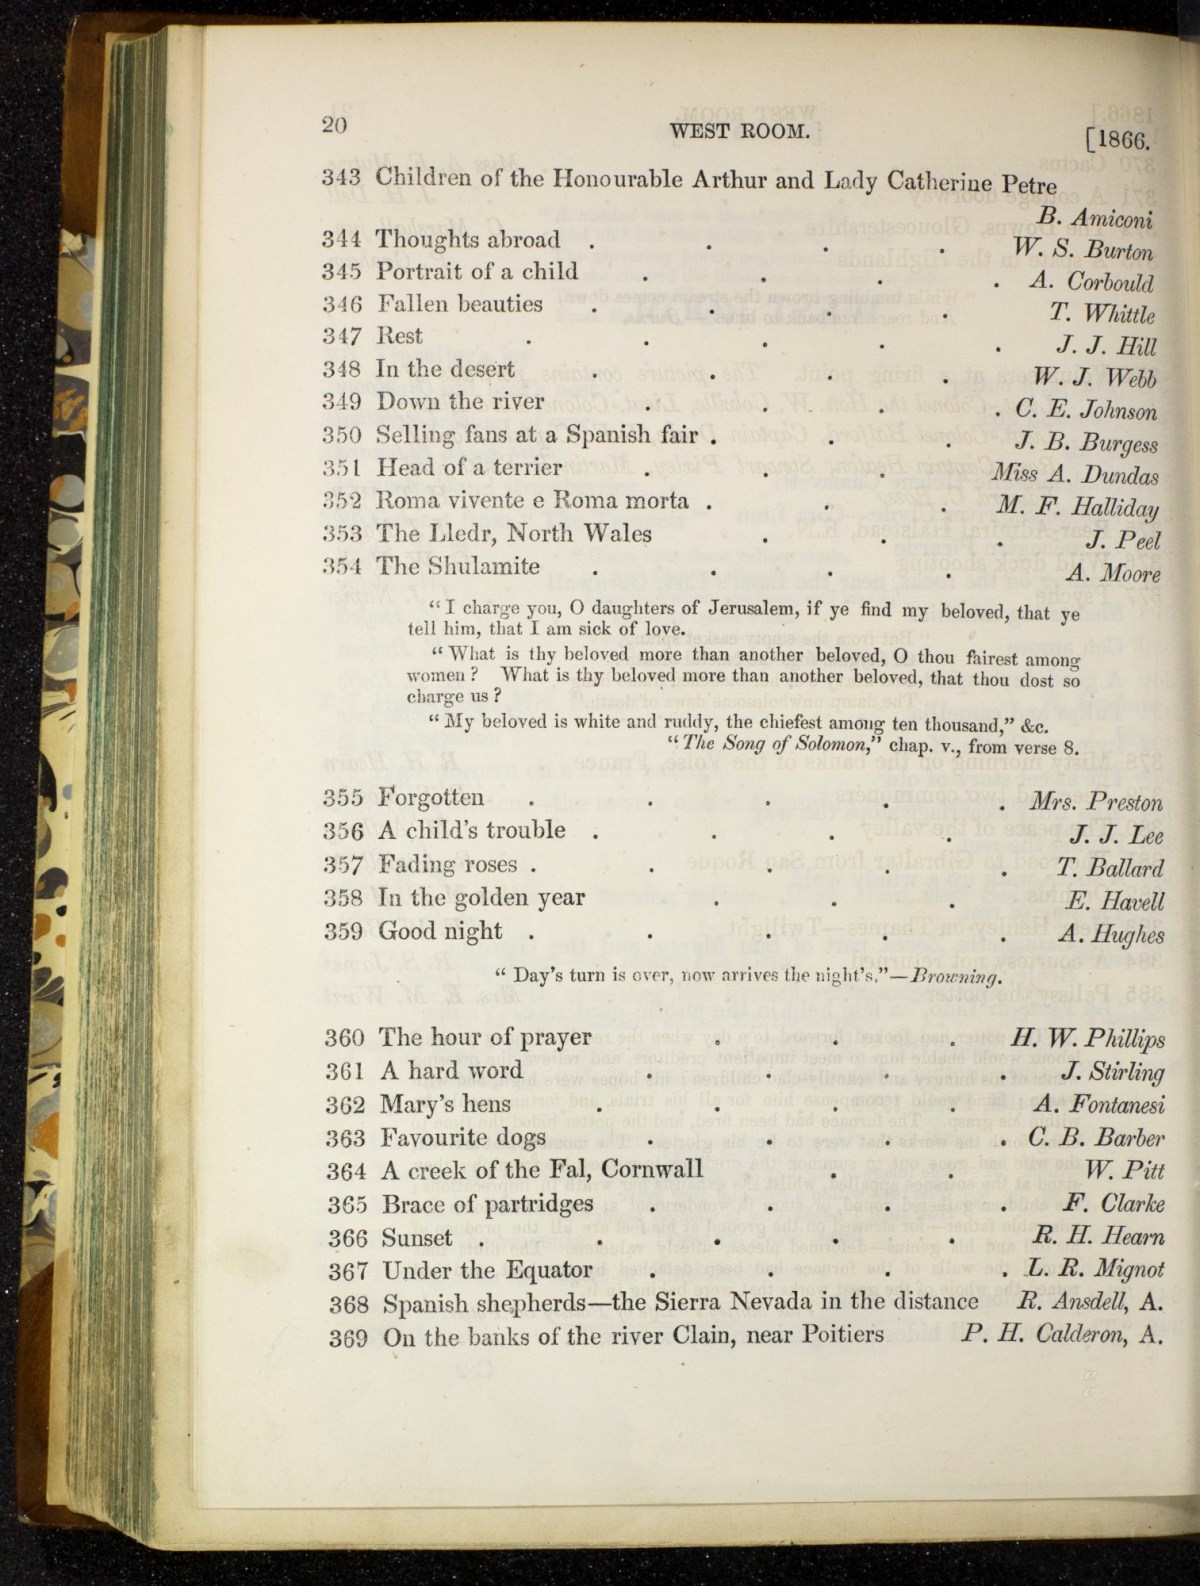 20
WEST ROOM.
[1866.
343 Children of the Honourable Arthur and Lady Catherine Petre
B. Amiconi
344 Thoughts abroad . . . . W. S. Burton
345 Portrait of a child . . . . A. Corbould
346 Fallen beauties . . . . T. Whittle
347 Rest . . . . . J. J. Hill
348 In the desert . . . . W. J. Webb
349 Down the river . . . . C. E. Johnson
350 Selling fans at a Spanish fair . . . J. B. Burgess
351 Head of a terrier . . . Miss A. Dundas
352 Roma vivente e Roma morta . . . M. F. Halliday
353 The Lledr, North Wales . . . J. Peel
354 The Shulamite . . . . A. Moore
“I charge you, O daughters of Jerusalem, if ye find my beloved, that ye
tell him, that I am sick of love.
“What is thy beloved more than another beloved, O thou fairest among
women? What is thy beloved more than another beloved, that thou dost so
charge us?
“My beloved is white and ruddy, the chiefest among ten thousand,” &c.
“The Song of Solomon,” chap. v., from verse 8.
355 Forgotten . . . . . Mrs. Preston
356 A child’s trouble . . . . J. J. Lee
357 Fading roses . . . . . T. Ballard
358 In the golden year . . . E. Havell
359 Good night . . . . . A. Hughes
“Day’s turn is over, now arrives the night’s.”—Browning.
360 The hour of prayer . . . H. W. Phillips
361 A hard word . . . . J. Stirling
362 Mary’s hens . . . . A. Fontanesi
363 Favourite dogs . . . . C. B. Barber
364 A creek of the Fal, Cornwall . . W. Pitt
365 Brace of partridges . . . . F. Clarke
366 Sunset . . . . . R. H. Hearn
367 Under the Equator . . . . L. R. Mignot
368 Spanish shepherds—the Sierra Nevada in the distance R. Ansdell, A.
369 On the banks of the river Clain, near Poitiers P. H. Calderon, A.